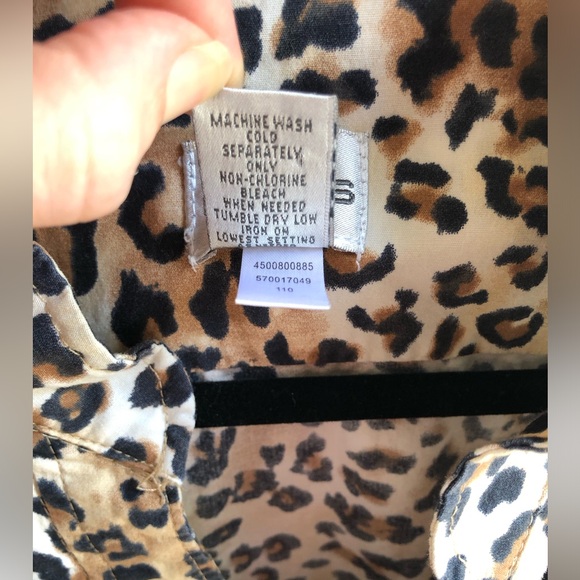 MACHINE WASH
COLD
SEPARATELY
ONLY
NON-CHLORINE
BLEACH
WHEN NEEDED
TUMBLE DRY LOW
IRON ON
LOWEST SETTING
4500800885
570017049
110